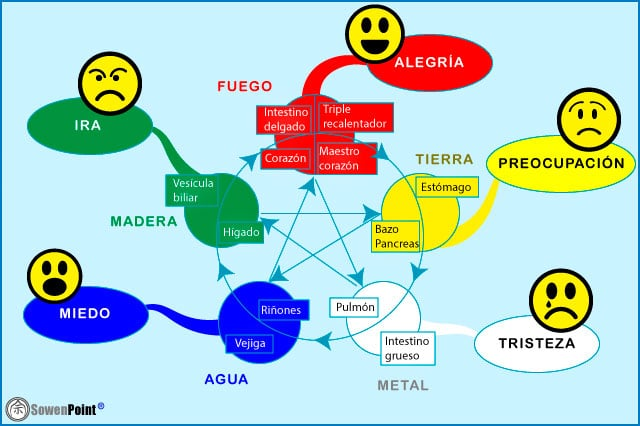 ALEGRÍA
FUEGO
Intestino
delgado
Triple
recalentador
Corazón
Maestro
corazón
IRA
Vesícula
biliar
MADERA
Hígado
TIERRA
PREOCUPACIÓN
Estómago
Bazo
Pancreas
MIEDO
Riñones
Vejiga
AGUA
Pulmón
Intestino
grueso
METAL
TRISTEZA
SowenPoint®